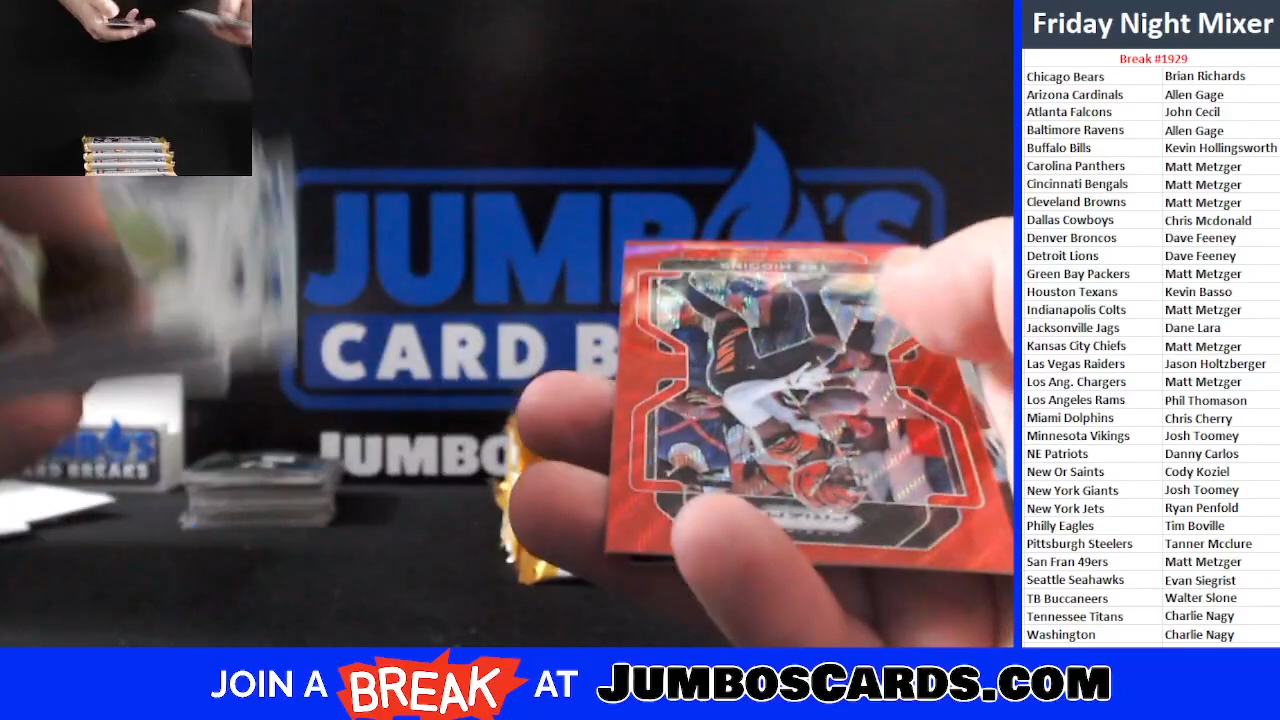 Friday Night Mixer
Break #1929
Chicago Bears Brian Richards
Arizona Cardinals Allen Gage
Atlanta Falcons John Cecil
Baltimore Ravens Allen Gage
Buffalo Bills Kevin Hollingsworth
Carolina Panthers Matt Metzger
Cincinnati Bengals Matt Metzger
Cleveland Browns Matt Metzger
Dallas Cowboys Chris Mcdonald
Denver Broncos Dave Feeney
Detroit Lions Dave Feeney
Green Bay Packers Matt Metzger
Houston Texans Kevin Basso
Indianapolis Colts Matt Metzger
Jacksonville Jags Dane Lara
Kansas City Chiefs Matt Metzger
Las Vegas Raiders Jason Holtzberger
Los Ang. Chargers Matt Metzger
Los Angeles Rams Phil Thomason
Miami Dolphins Chris Cherry
Minnesota Vikings Josh Toomey
NE Patriots Danny Carlos
New Or Saints Cody Koziel
New York Giants Josh Toomey
New York Jets Ryan Penfold
Philly Eagles Tim Boville
Pittsburgh Steelers Tanner Mcclure
San Fran 49ers Matt Metzger
Seattle Seahawks Evan Siegrist
TB Buccaneers Walter Slone
Tennessee Titans Charlie Nagy
Washington Charlie Nagy
JUMBO'S
CARD B
JUMBO
JUMBO'S
CARD BREAKS
TEE HIGGINS
PRIZM
JOIN A BREAK AT JUMBOSCARDS.COM